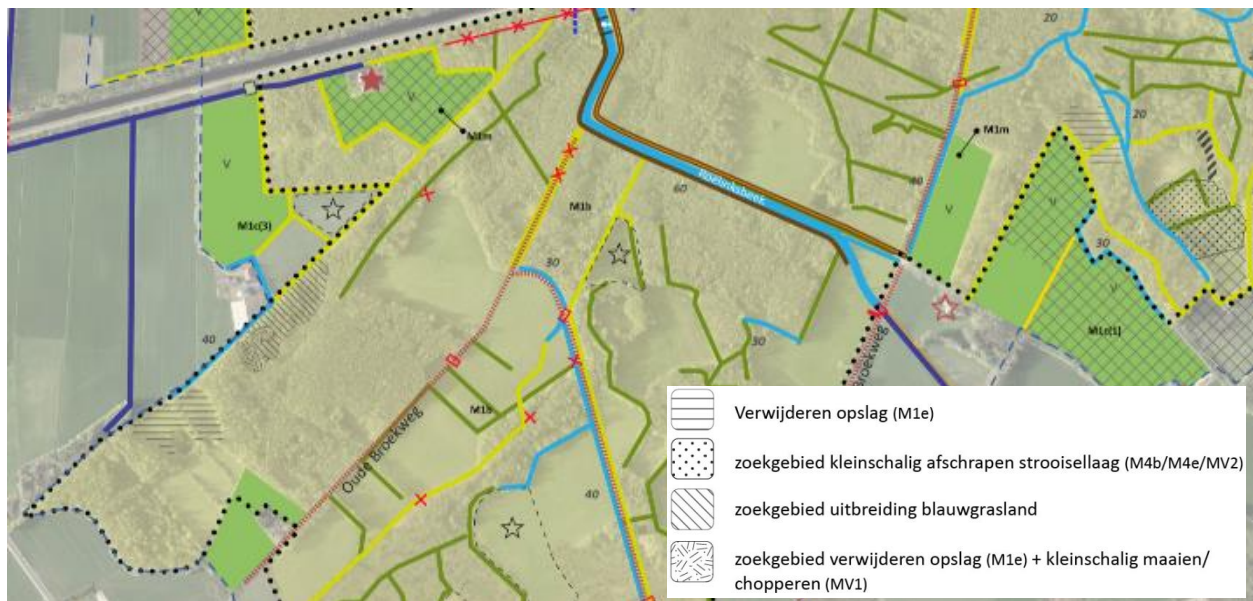 20
V
M1m
V
20
M1m
Roelinksbeek
60
40
M1b
V
V
M1c(3)
30
30
V
40
30
M1c(1)
Broekweg
M1b
Oude Broekweg
40
Verwijderen opslag (M1e)
zoekgebied kleinschalig afschrapen strooisellaag (M4b/M4e/MV2)
zoekgebied uitbreiding blauwgrasland
zoekgebied verwijderen opslag (M1e) + kleinschalig maaien/
chopperen (MV1)